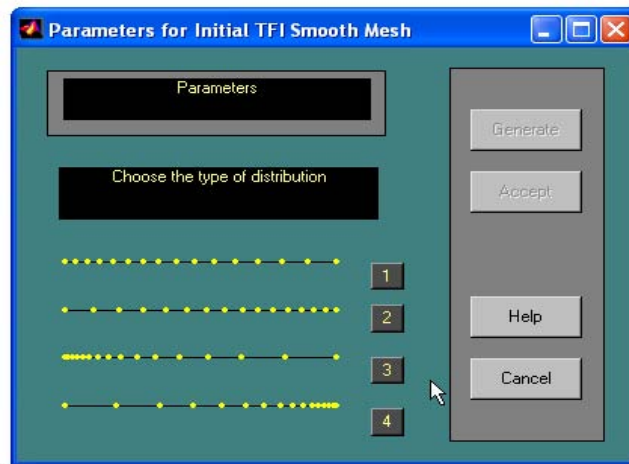 Parameters for Initial TFI Smooth Mesh
Parameters
Choose the type of distribution
1
2
3
4
Generate
Accept
Help
Cancel